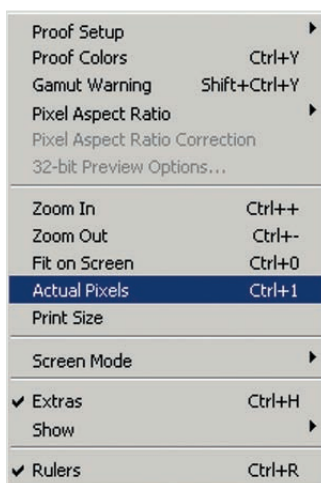 Proof Setup
Proof Colors Ctrl+Y
Gamut Warning Shift+Ctrl+Y
Pixel Aspect Ratio
Pixel Aspect Ratio Correction
32-bit Preview Options...
Zoom In Ctrl++
Zoom Out Ctrl+-
Fit on Screen Ctrl+0
Actual Pixels Ctrl+1
Print Size
Screen Mode
Extras Ctrl+H
Show
Rulers Ctrl+R